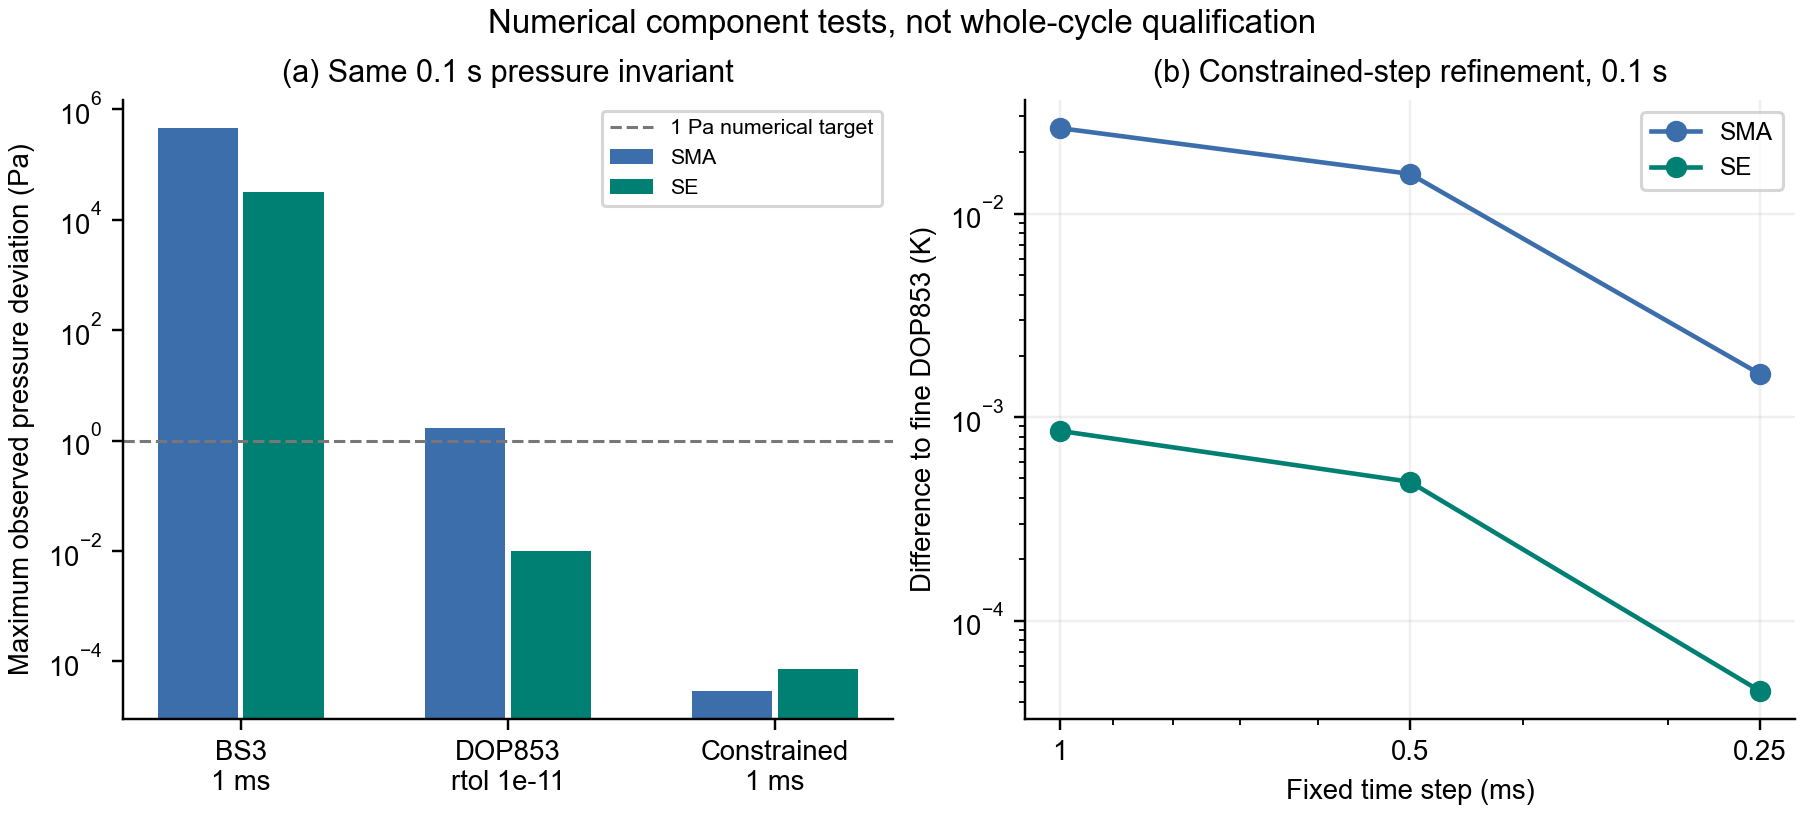 Numerical component tests, not whole-cycle qualification
(a) Same 0.1 s pressure invariant
Maximum observed pressure deviation (Pa)
10^6
10^4
10^2
10^0
10^−2
10^−4
1 Pa numerical target
SMA
SE
BS3
1 ms
DOP853
rtol 1e-11
Constrained
1 ms
(b) Constrained-step refinement, 0.1 s
Difference to fine DOP853 (K)
10^−2
10^−3
10^−4
SMA
SE
1
0.5
0.25
Fixed time step (ms)